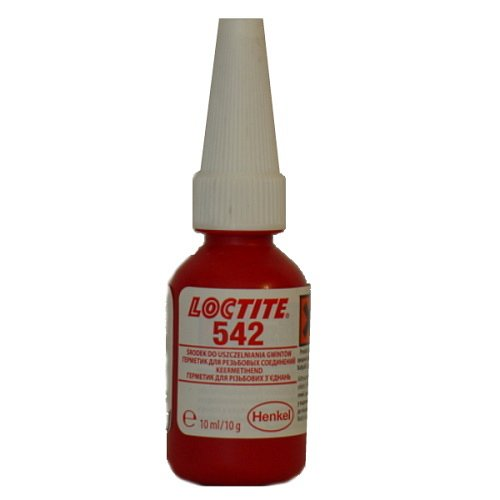 LOCTITE®
542
ŚRODEK DO USZCZELNIANIA GWINTÓW
ГЕРМЕТИК ДЛЯ РЕЗЬБОВЫХ СОЕДИНЕНИЙ
KEERMETIHEND
ГЕРМЕТИК ДЛЯ РІЗЬБОВИХ З'ЄДНАНЬ
℮ 10 ml/10 g
Henkel